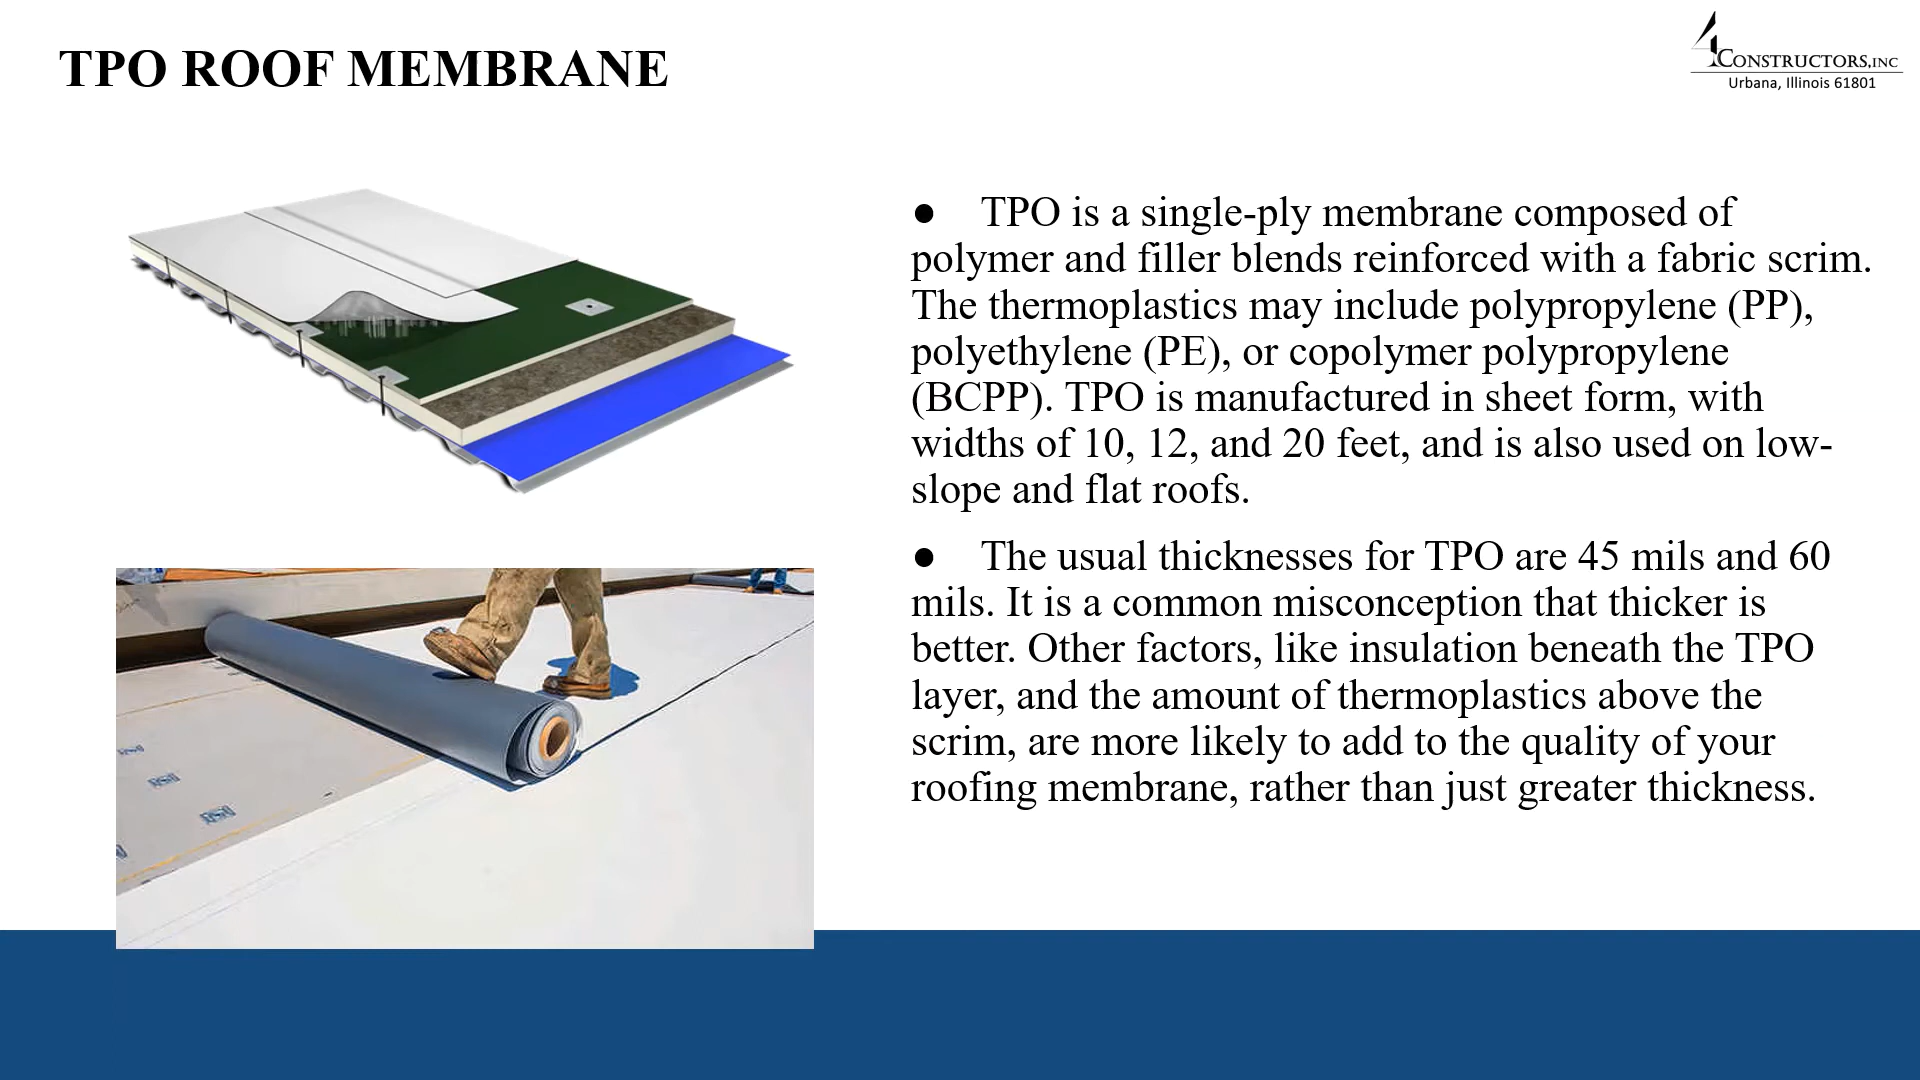 TPO ROOF MEMBRANE
4 CONSTRUCTORS, INC
Urbana, Illinois 61801
● TPO is a single-ply membrane composed of
polymer and filler blends reinforced with a fabric scrim.
The thermoplastics may include polypropylene (PP),
polyethylene (PE), or copolymer polypropylene
(BCPP). TPO is manufactured in sheet form, with
widths of 10, 12, and 20 feet, and is also used on low-
slope and flat roofs.
● The usual thicknesses for TPO are 45 mils and 60
mils. It is a common misconception that thicker is
better. Other factors, like insulation beneath the TPO
layer, and the amount of thermoplastics above the
scrim, are more likely to add to the quality of your
roofing membrane, rather than just greater thickness.